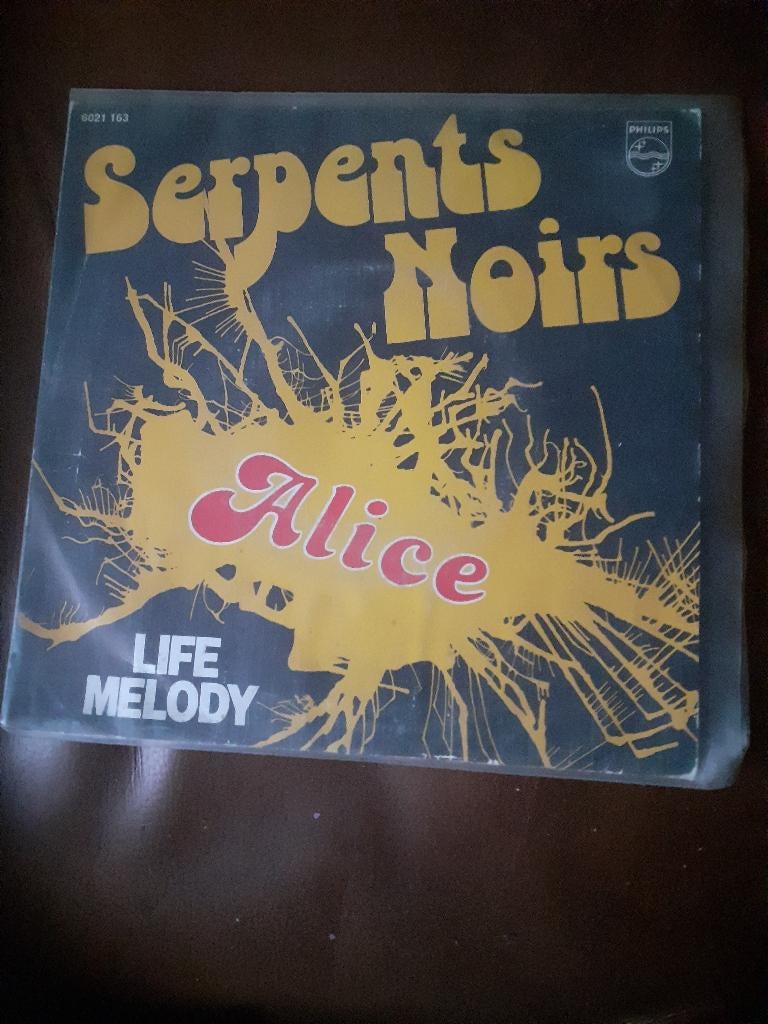 6021 163
PHILIPS
Serpents
Noirs
Alice
LIFE
MELODY